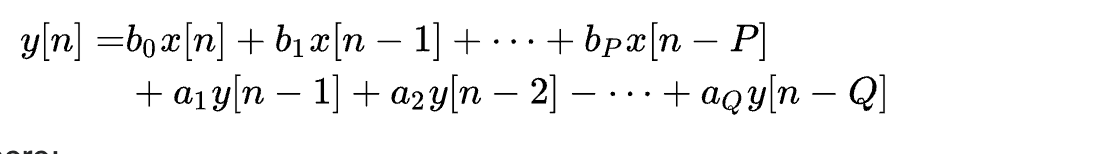 y[n] =b₀x[n] + b₁x[n − 1] + ⋯ + b_P x[n − P]
+ a₁y[n − 1] + a₂y[n − 2] − ⋯ + a_Q y[n − Q]